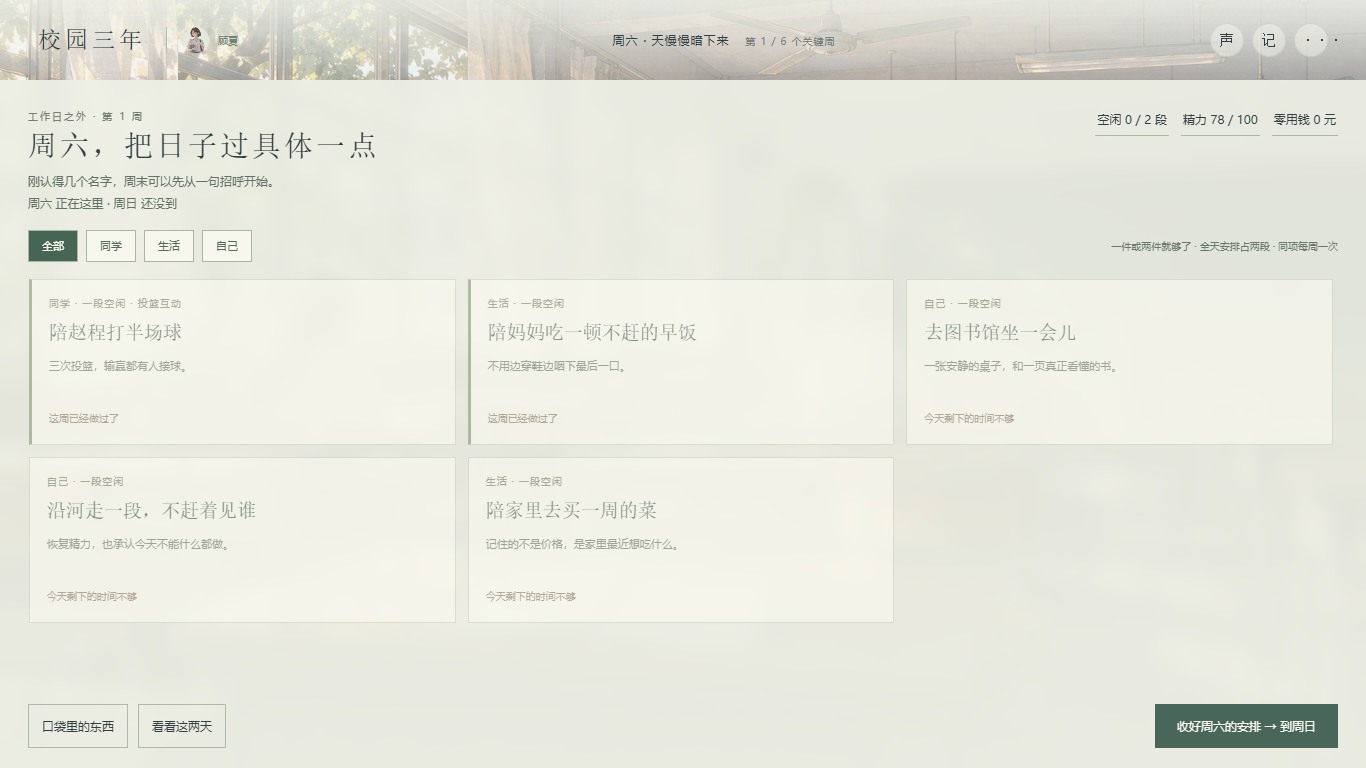 校园三年
顾夏
周六 · 天慢慢暗下来 第 1 / 6 个关键周
声 记 · · ·
工作日之外 · 第 1 周
周六，把日子过具体一点
刚认得几个名字，周末可以先从一句招呼开始。
周六 正在这里 · 周日 还没到
空闲 0 / 2 段 精力 78 / 100 零用钱 0 元
全部 同学 生活 自己
一件或两件就够了 · 全天安排占两段 · 同项每周一次
同学 · 一段空闲 · 投篮互动
陪赵程打半场球
三次投篮，输赢都有人接球。
这周已经做过了
生活 · 一段空闲
陪妈妈吃一顿不赶的早饭
不用边穿鞋边咽下最后一口。
这周已经做过了
自己 · 一段空闲
去图书馆坐一会儿
一张安静的桌子，和一页真正看懂的书。
今天剩下的时间不够
自己 · 一段空闲
沿河走一段，不赶着见谁
恢复精力，也承认今天不能什么都做。
今天剩下的时间不够
生活 · 一段空闲
陪家里去买一周的菜
记住的不是价格，是家里最近想吃什么。
今天剩下的时间不够
口袋里的东西 看看这两天
收好周六的安排 → 到周日